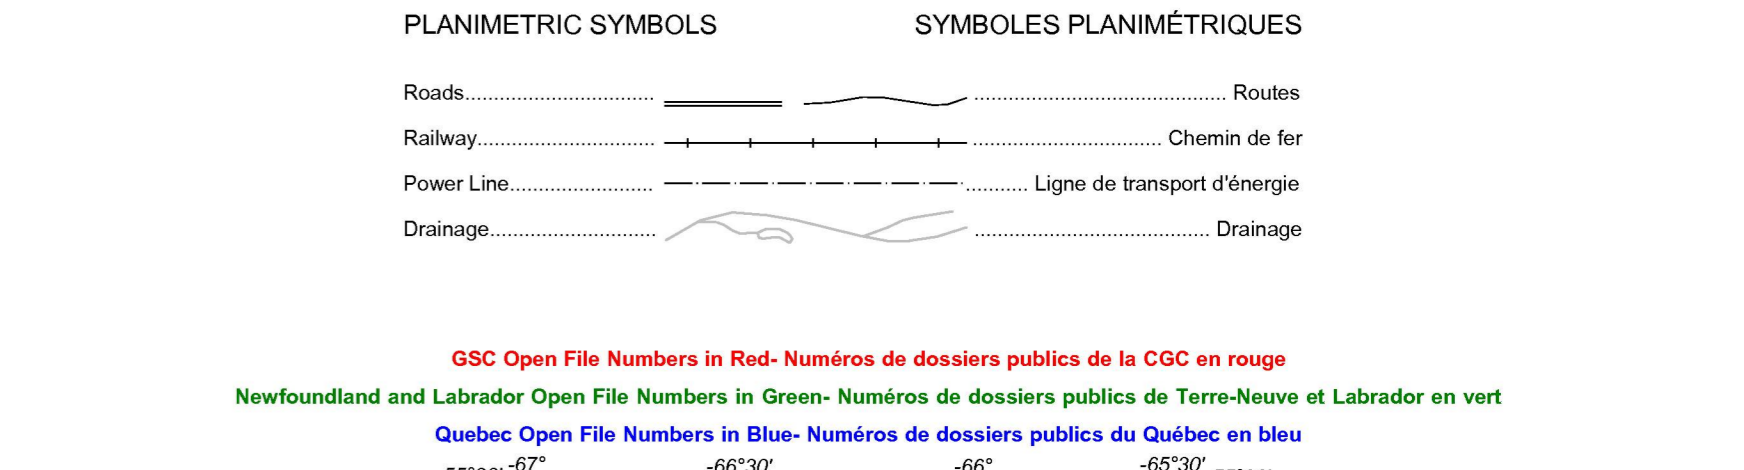 PLANIMETRIC SYMBOLS SYMBOLES PLANIMÉTRIQUES
Roads................................. ............................................ Routes
Railway............................... ................................. Chemin de fer
Power Line......................... ........... Ligne de transport d'énergie
Drainage............................. ......................................... Drainage
GSC Open File Numbers in Red- Numéros de dossiers publics de la CGC en rouge
Newfoundland and Labrador Open File Numbers in Green- Numéros de dossiers publics de Terre-Neuve et Labrador en vert
Quebec Open File Numbers in Blue- Numéros de dossiers publics du Québec en bleu
-67° -66°30' -66° -65°30'